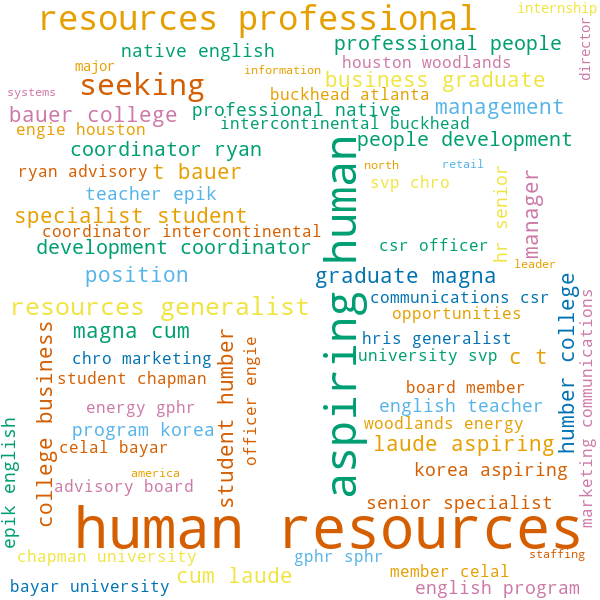 internship
resources professional
director
professional people
native english
houston woodlands
major
information
seeking
business graduate
systems
buckhead atlanta
bauer college
professional native
management
engie houston
intercontinental buckhead
people development
coordinator ryan
ryan advisory
t bauer
north
retail
svp chro
hr senior
manager
teacher epik
aspiring human
specialist student
coordinator intercontinental
development coordinator
csr officer
leader
position
graduate magna
communications csr
resources generalist
opportunities
humber college
marketing communications
magna cum
hris generalist
chro marketing
university svp
c t
college business
student humber
officer engie
student chapman
board member
energy gphr
english teacher
program korea
woodlands energy
epik english
celal bayar
laude aspiring
america
korea aspiring
advisory board
senior specialist
human resources
chapman university
gphr sphr
staffing
cum laude
member celal
bayar university
english program